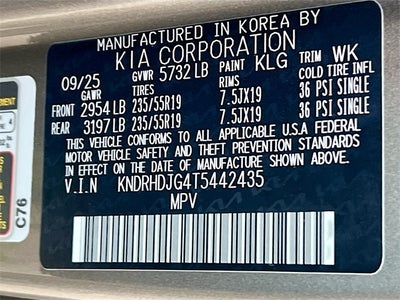 MANUFACTURED IN KOREA BY
KIA CORPORATION
09/25 GVWR 5732 LB PAINT KLG TRIM WK
GAWR TIRES RIMS COLD TIRE INFL
FRONT 2954 LB 235/55R19 7.5JX19 36 PSI SINGLE
REAR 3197 LB 235/55R19 7.5JX19 36 PSI SINGLE
THIS VEHICLE CONFORMS TO ALL APPLICABLE U.S.A FEDERAL
MOTOR VEHICLE SAFETY AND THEFT PREVENTION STANDARDS
IN EFFECT ON THE DATE OF MANUFACTURE SHOWN ABOVE.
V.I.N KNDRHDJG4T5442435
MPV
C76